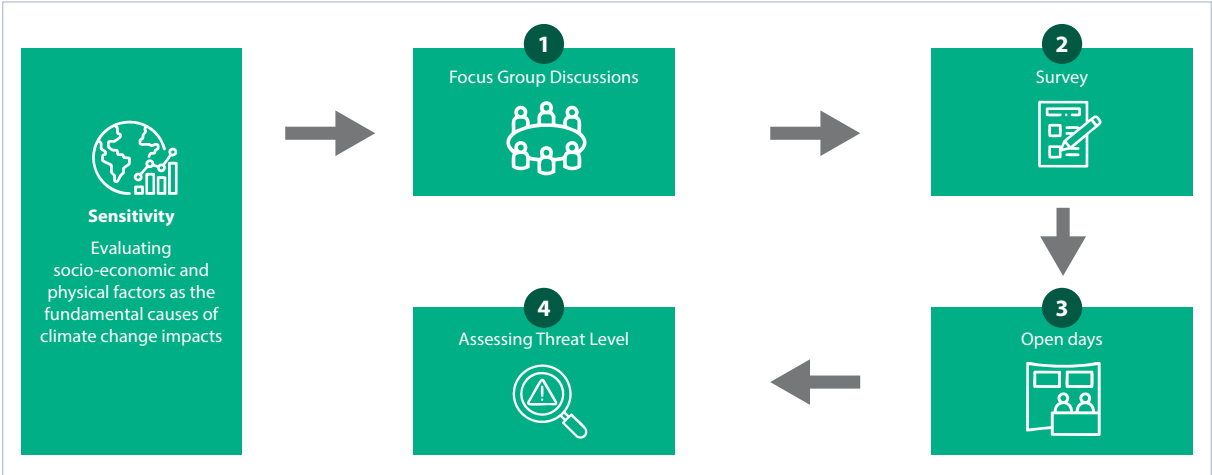 Sensitivity
Evaluating
socio-economic and
physical factors as the
fundamental causes of
climate change impacts
1
Focus Group Discussions
2
Survey
3
Open days
4
Assessing Threat Level